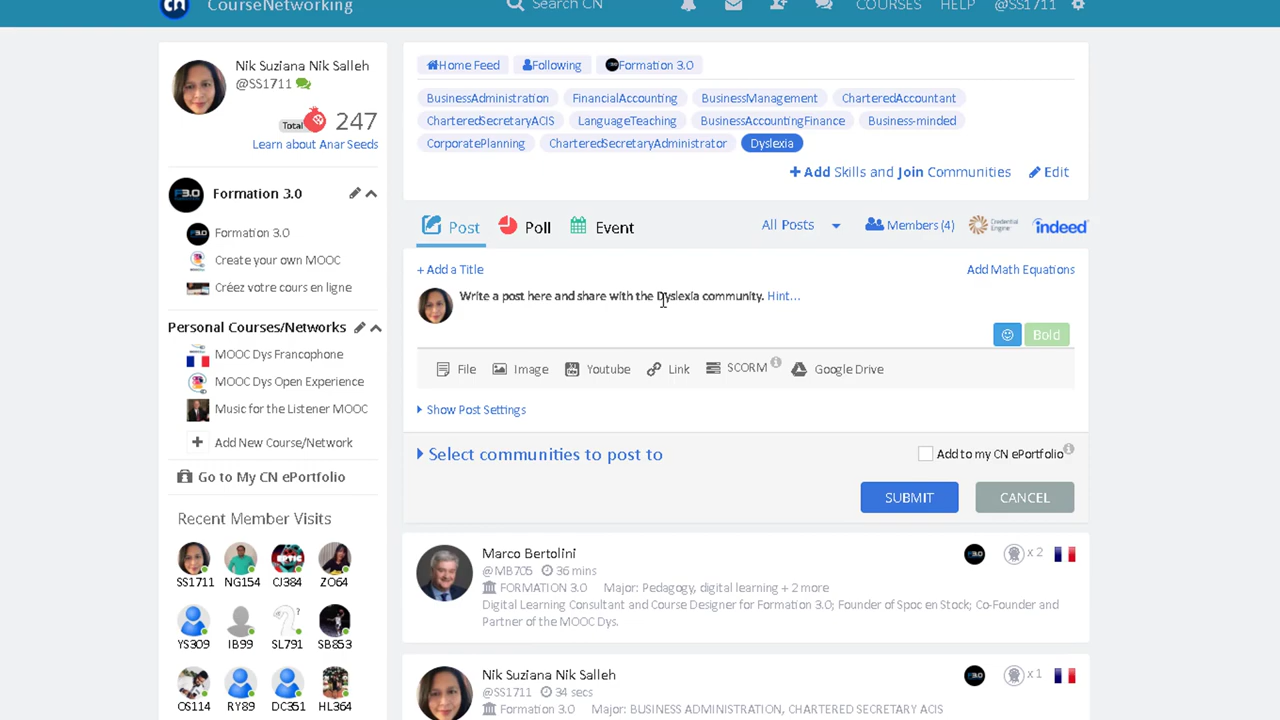 CN CourseNetworking
Search CN
COURSES HELP @SS1711
Nik Suziana Nik Salleh
@SS1711
Total 247
Learn about Anar Seeds
F3.0 Formation 3.0
Formation 3.0
Create your own MOOC
Créez votre cours en ligne
Personal Courses/Networks
MOOC Dys Francophone
MOOC Dys Open Experience
Music for the Listener MOOC
+ Add New Course/Network
Go to My CN ePortfolio
Recent Member Visits
SS1711 NG154 CJ384 ZO64
YS309 IB99 SL791 SB853
OS114 RY89 DC351 HL364
Home Feed Following Formation 3.0
BusinessAdministration FinancialAccounting BusinessManagement CharteredAccountant
CharteredSecretaryACIS LanguageTeaching BusinessAccountingFinance Business-minded
CorporatePlanning CharteredSecretaryAdministrator Dyslexia
+ Add Skills and Join Communities Edit
Post Poll Event All Posts Members (4) Credential Engine indeed
+ Add a Title Add Math Equations
Write a post here and share with the Dyslexia community. Hint...
Bold
File Image Youtube Link SCORM Google Drive
Show Post Settings
Select communities to post to Add to my CN ePortfolio
SUBMIT CANCEL
Marco Bertolini x 2
@MB705 36 mins
FORMATION 3.0 Major: Pedagogy, digital learning + 2 more
Digital Learning Consultant and Course Designer for Formation 3.0; Founder of Spoc en Stock; Co-Founder and
Partner of the MOOC Dys.
Nik Suziana Nik Salleh x 1
@SS1711 34 secs
Formation 3.0 Major: BUSINESS ADMINISTRATION, CHARTERED SECRETARY ACIS